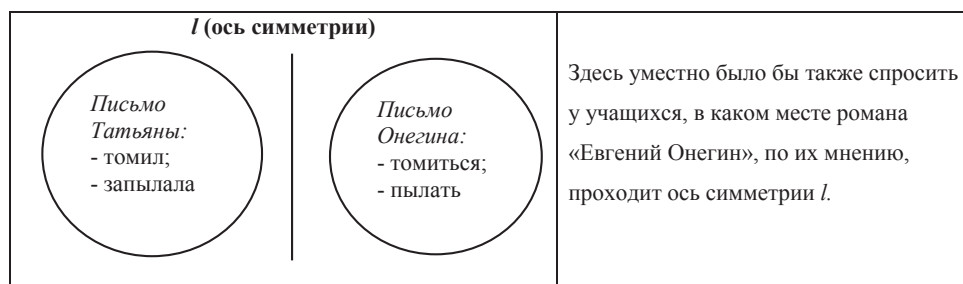 l (ось симметрии)
Письмо
Татьяны:
- томил;
- запылала
Письмо
Онегина:
- томиться;
- пылать
Здесь уместно было бы также спросить
у учащихся, в каком месте романа
«Евгений Онегин», по их мнению,
проходит ось симметрии l.